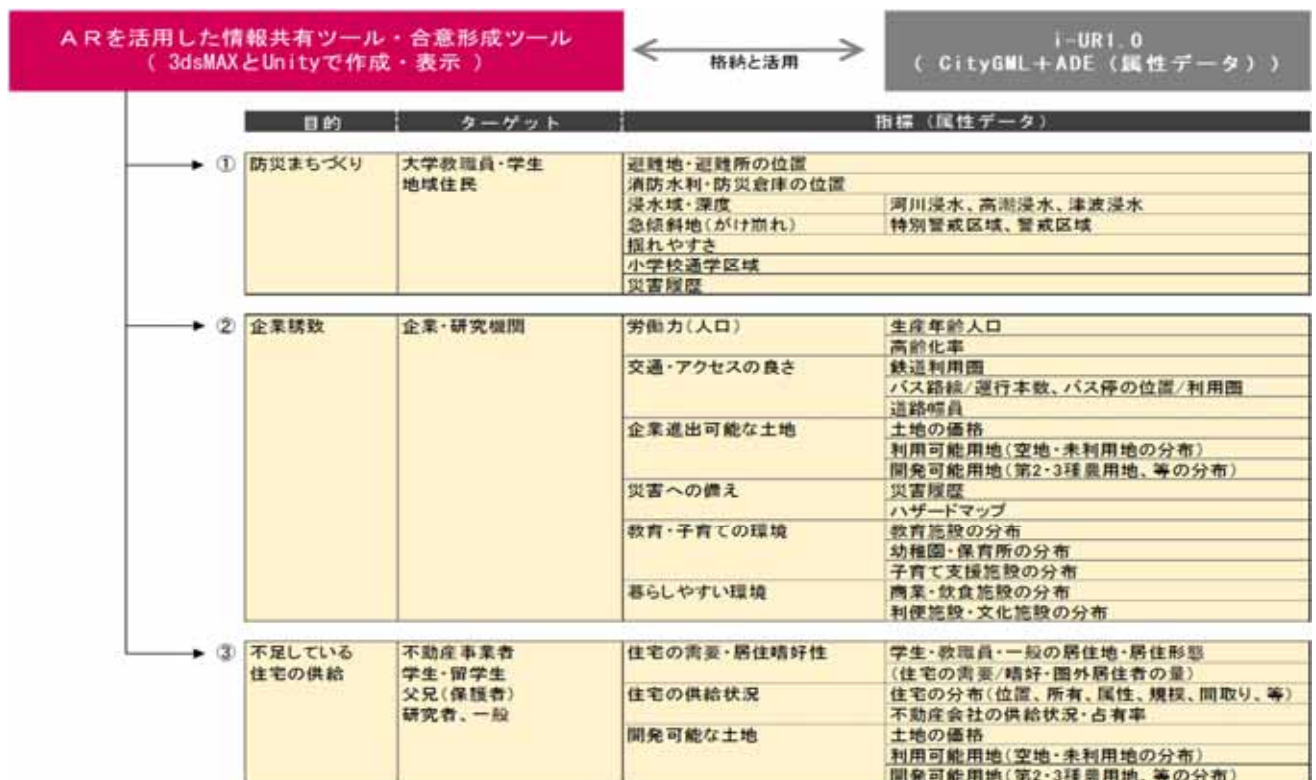 ARを活用した情報共有ツール・合意形成ツール
( 3dsMAXとUnityで作成・表示 )
格納と活用
i-UR1.0
( CityGML+ADE (属性データ) )
目的 ターゲット 指標 (属性データ)
① 防災まちづくり 大学教職員・学生 避難地・避難所の位置
地域住民 消防水利・防災倉庫の位置
浸水域・深度 河川浸水、高潮浸水、津波浸水
急傾斜地(がけ崩れ) 特別警戒区域、警戒区域
揺れやすさ
小学校通学区域
災害履歴
② 企業誘致 企業・研究機関 労働力(人口) 生産年齢人口
高齢化率
交通・アクセスの良さ 鉄道利用圏
バス路線/運行本数、バス停の位置/利用圏
道路幅員
企業進出可能な土地 土地の価格
利用可能用地(空地・未利用地の分布)
開発可能用地(第2・3種農用地、等の分布)
災害への備え 災害履歴
ハザードマップ
教育・子育ての環境 教育施設の分布
幼稚園・保育所の分布
子育て支援施設の分布
暮らしやすい環境 商業・飲食施設の分布
利便施設・文化施設の分布
③ 不足している 不動産事業者 住宅の需要・居住嗜好性 学生・教職員・一般の居住地・居住形態
住宅の供給 学生・留学生 (住宅の需要/嗜好・圏外居住者の量)
父兄(保護者) 住宅の供給状況 住宅の分布(位置、所有、属性、規模、間取り、等)
研究者、一般 不動産会社の供給状況・占有率
開発可能な土地 土地の価格
利用可能用地(空地・未利用地の分布)
開発可能用地(第2・3種農用地、等の分布)